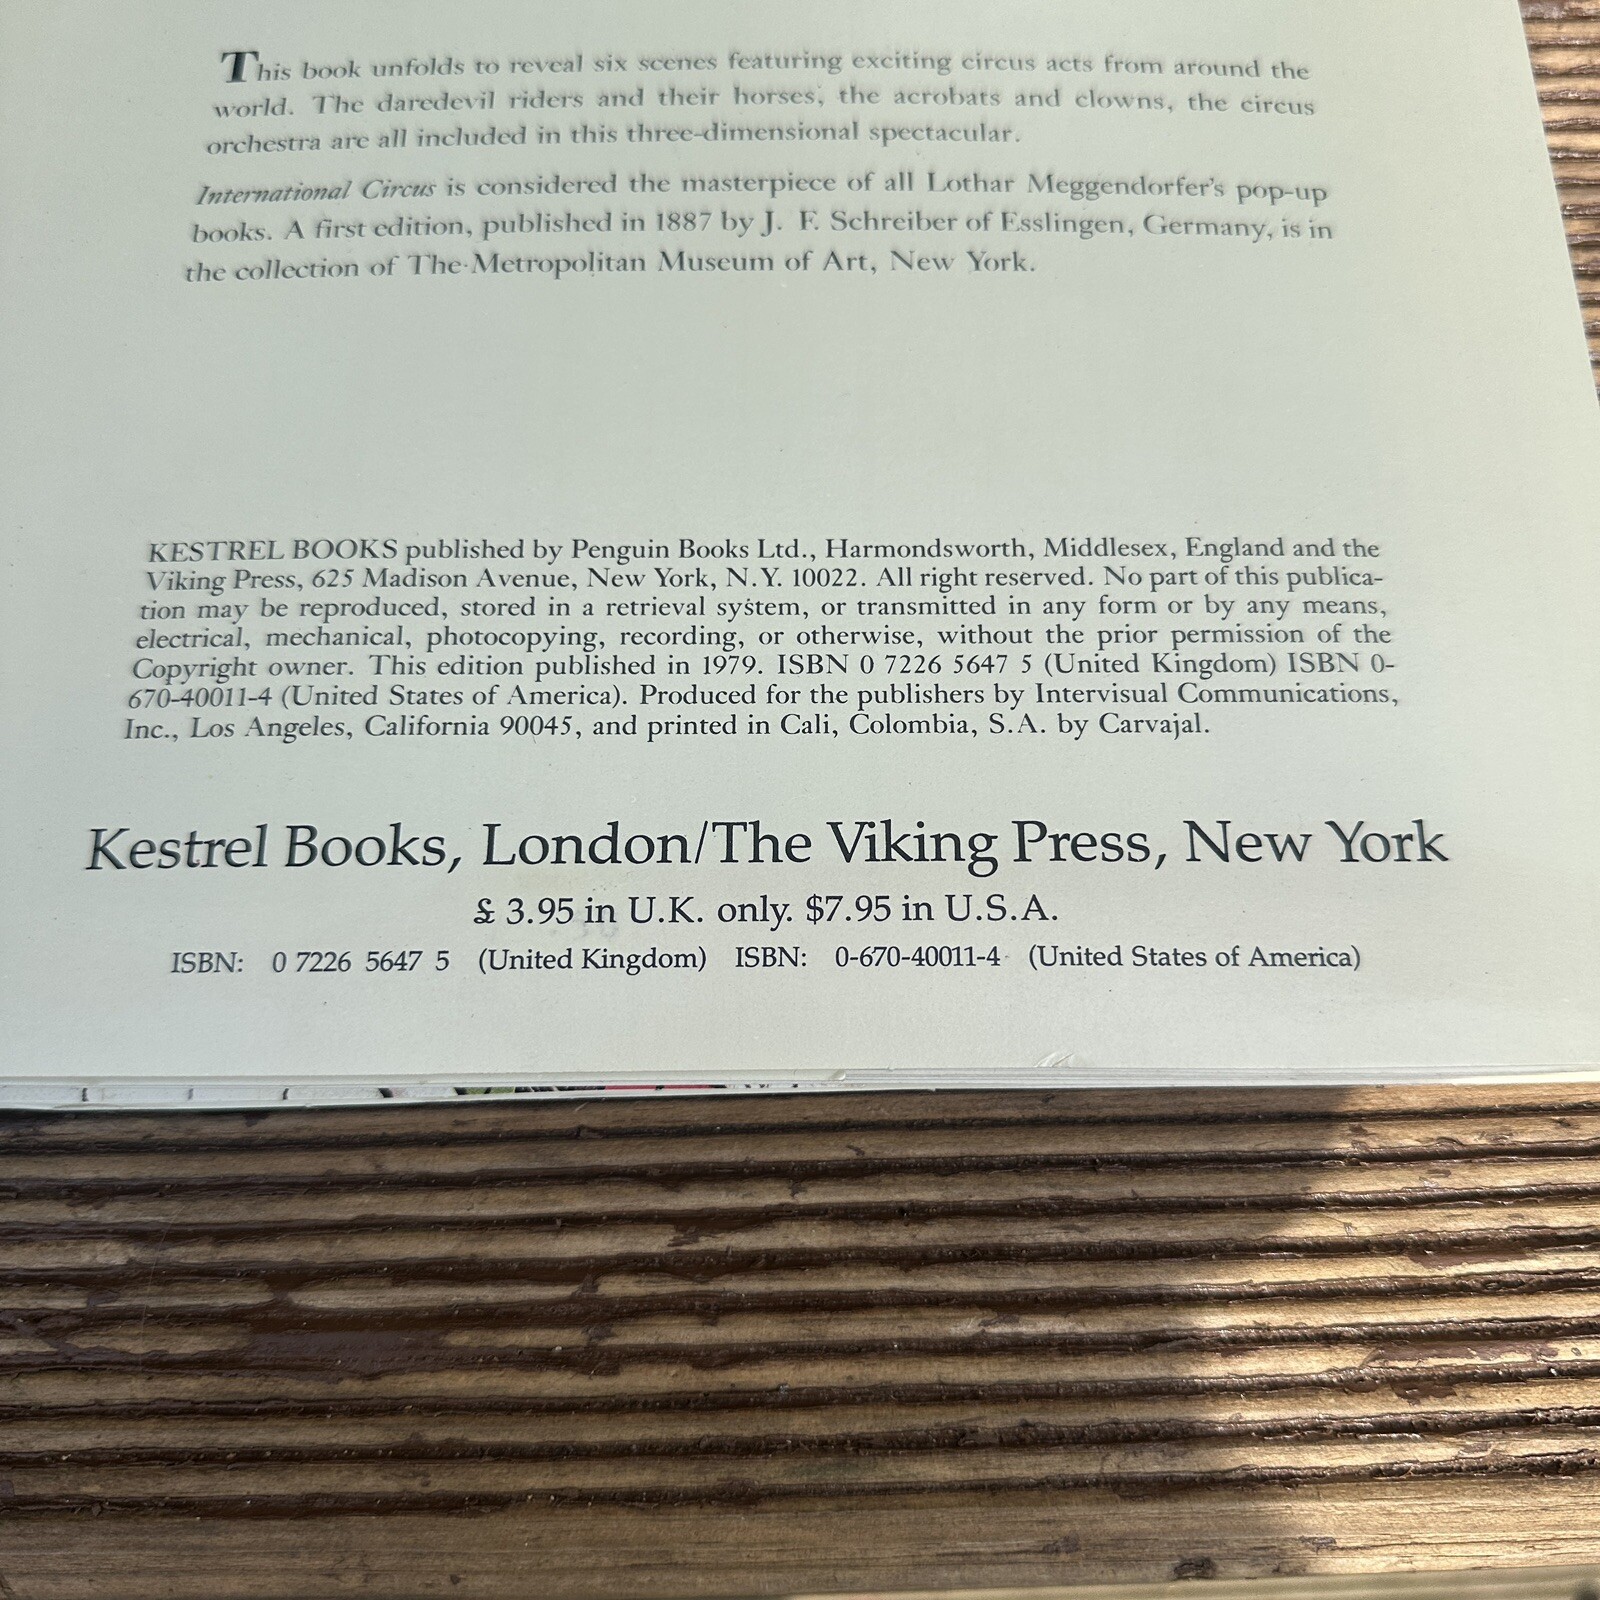 This book unfolds to reveal six scenes featuring exciting circus acts from around the
world. The daredevil riders and their horses, the acrobats and clowns, the circus
orchestra are all included in this three-dimensional spectacular.
International Circus is considered the masterpiece of all Lothar Meggendorfer's pop-up
books. A first edition, published in 1887 by J. F. Schreiber of Esslingen, Germany, is in
the collection of The Metropolitan Museum of Art, New York.
KESTREL BOOKS published by Penguin Books Ltd., Harmondsworth, Middlesex, England and the
Viking Press, 625 Madison Avenue, New York, N.Y. 10022. All right reserved. No part of this publica-
tion may be reproduced, stored in a retrieval system, or transmitted in any form or by any means,
electrical, mechanical, photocopying, recording, or otherwise, without the prior permission of the
Copyright owner. This edition published in 1979. ISBN 0 7226 5647 5 (United Kingdom) ISBN 0-
670-40011-4 (United States of America). Produced for the publishers by Intervisual Communications,
Inc., Los Angeles, California 90045, and printed in Cali, Colombia, S.A. by Carvajal.
Kestrel Books, London/The Viking Press, New York
£ 3.95 in U.K. only. $7.95 in U.S.A.
ISBN: 0 7226 5647 5 (United Kingdom) ISBN: 0-670-40011-4 (United States of America)